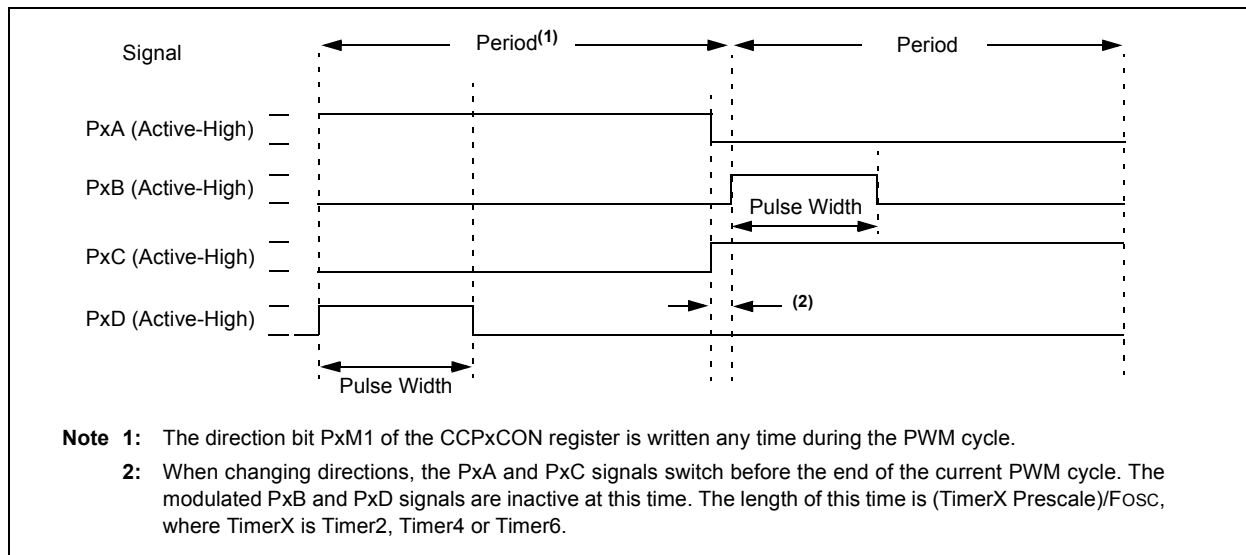 Signal
Period(1)
Period
PxA (Active-High)
PxB (Active-High)
Pulse Width
PxC (Active-High)
(2)
PxD (Active-High)
Pulse Width
Note 1: The direction bit PxM1 of the CCPxCON register is written any time during the PWM cycle.
2: When changing directions, the PxA and PxC signals switch before the end of the current PWM cycle. The
modulated PxB and PxD signals are inactive at this time. The length of this time is (TimerX Prescale)/FOSC,
where TimerX is Timer2, Timer4 or Timer6.